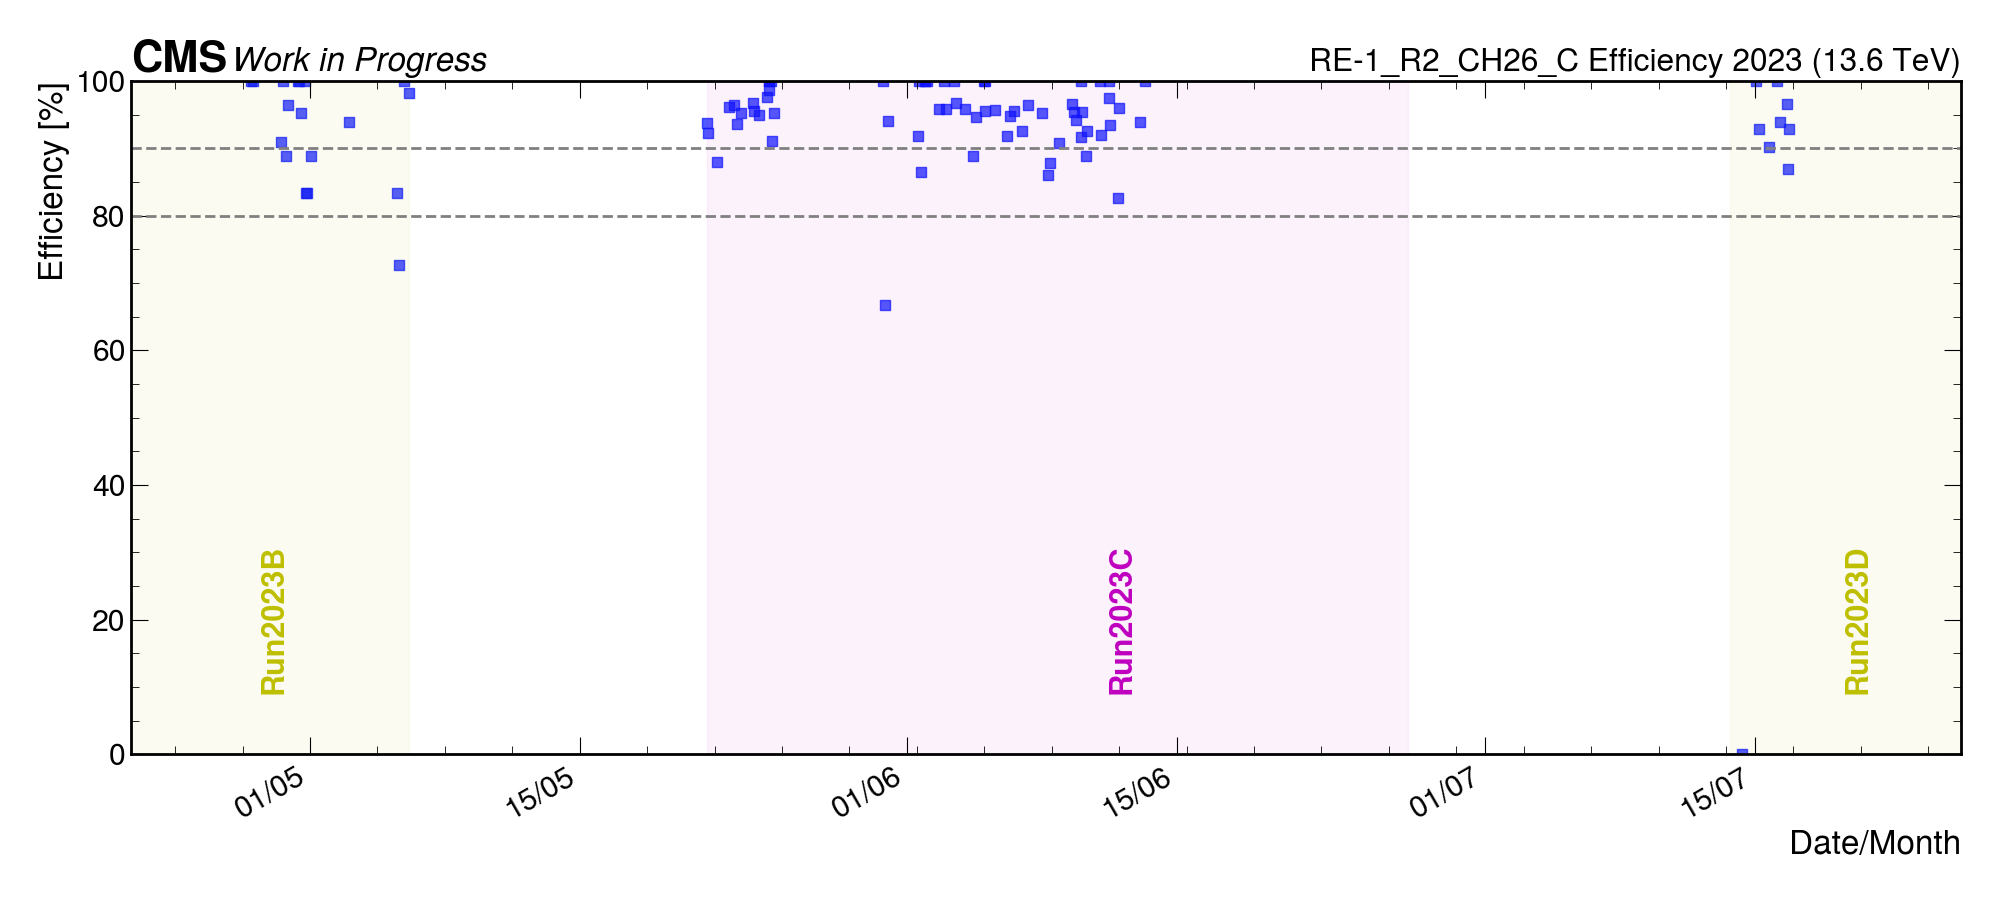 CMS Work in Progress
RE-1_R2_CH26_C Efficiency 2023 (13.6 TeV)
Efficiency [%]
100
80
60
40
20
0
Run2023B
Run2023C
Run2023D
01/05
15/05
01/06
15/06
01/07
15/07
Date/Month